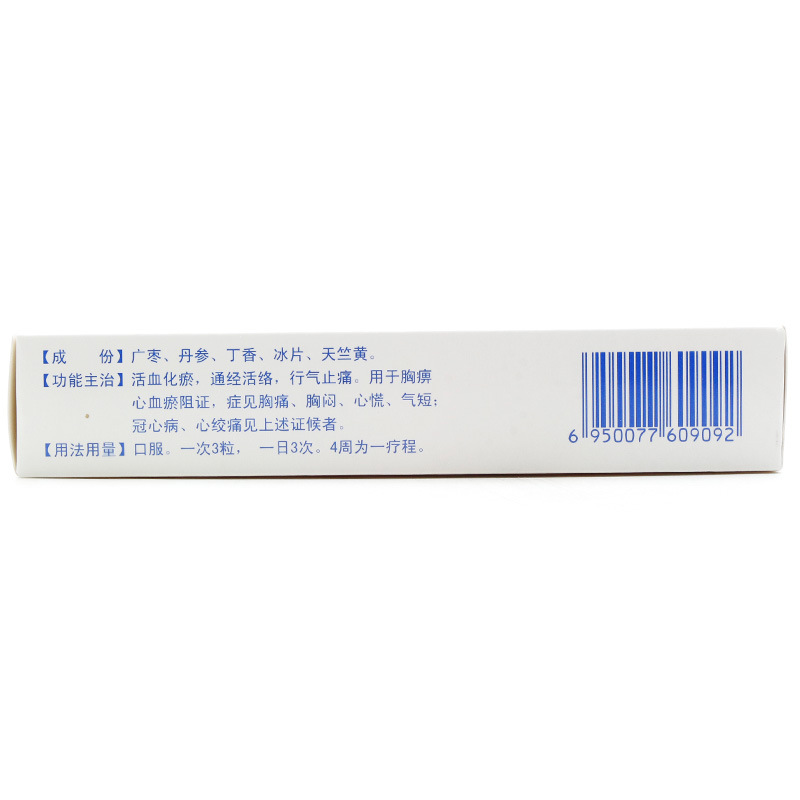 【成　　份】广枣、丹参、丁香、冰片、天竺黄。
【功能主治】活血化瘀，通经活络，行气止痛。用于胸痹
心血瘀阻证，症见胸痛、胸闷、心慌、气短；
冠心病、心绞痛见上述证候者。
【用法用量】口服。一次3粒， 一日3次。4周为一疗程。
6 950077 609092